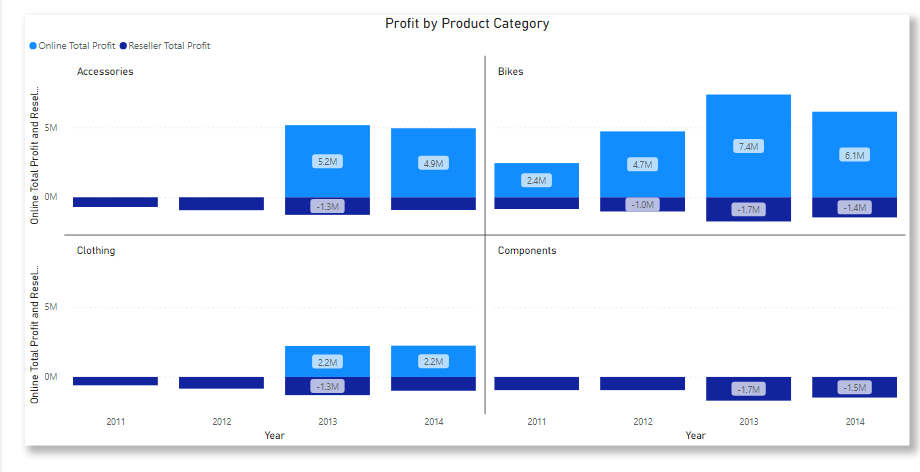 Profit by Product Category
Online Total Profit Reseller Total Profit
Accessories
Bikes
Online Total Profit and Resel...
5M
0M
5.2M
4.9M
-1.3M
2.4M
4.7M
7.4M
6.1M
-1.0M
-1.7M
-1.4M
Clothing
Components
Online Total Profit and Resel...
5M
0M
2.2M
2.2M
-1.3M
-1.7M
-1.5M
2011 2012 2013 2014
2011 2012 2013 2014
Year
Year